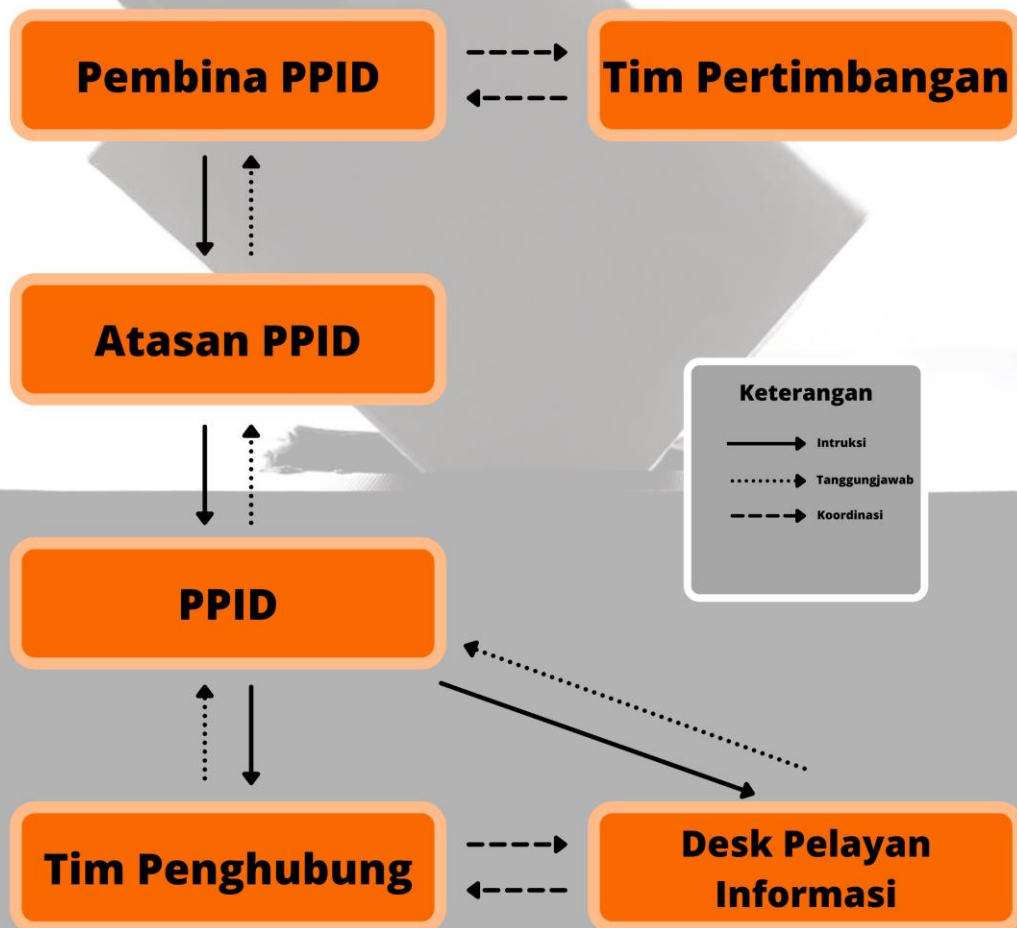 Pembina PPID
Tim Pertimbangan
Atasan PPID
Keterangan
Intruksi
Tanggungjawab
Koordinasi
PPID
Tim Penghubung
Desk Pelayan
Informasi